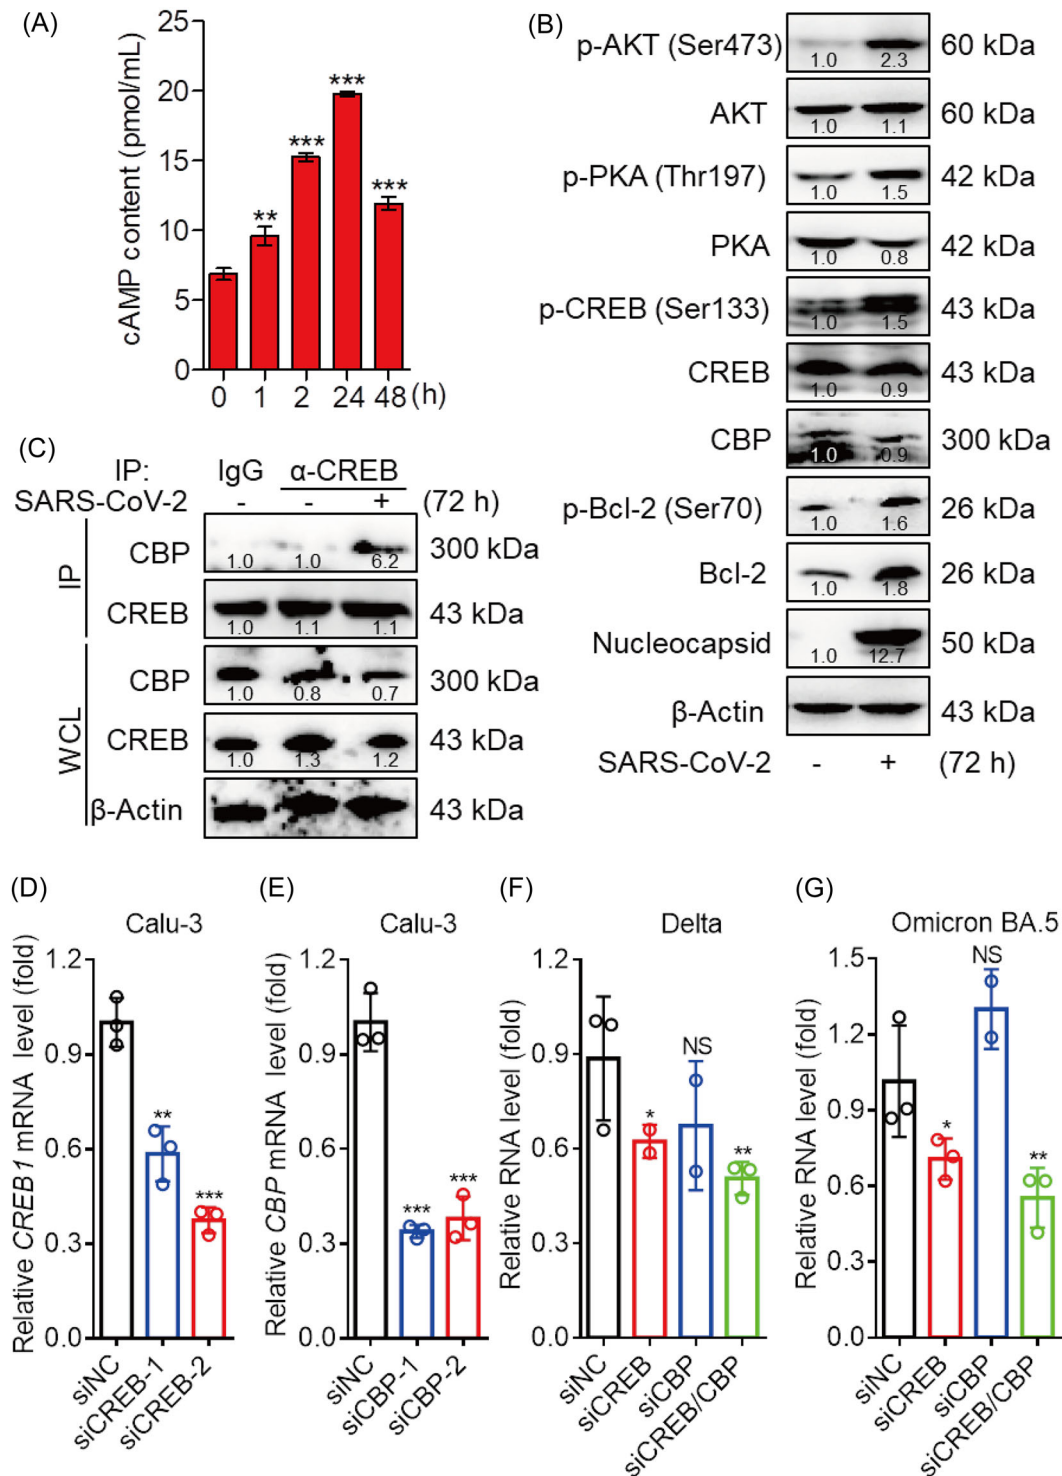 (A)
cAMP content (pmol/mL)
25
20
15
10
5
0
**
***
***
***
0 1 2 24 48 (h)
(B)
p-AKT (Ser473) 1.0 2.3 60 kDa
AKT 1.0 1.1 60 kDa
p-PKA (Thr197) 1.0 1.5 42 kDa
PKA 1.0 0.8 42 kDa
p-CREB (Ser133) 1.0 1.5 43 kDa
CREB 1.0 0.9 43 kDa
CBP 1.0 0.9 300 kDa
p-Bcl-2 (Ser70) 1.0 1.6 26 kDa
Bcl-2 1.0 1.8 26 kDa
Nucleocapsid 1.0 12.7 50 kDa
β-Actin 43 kDa
SARS-CoV-2 - + (72 h)
(C)
IP: IgG α-CREB
SARS-CoV-2 - - + (72 h)
IP
CBP 1.0 1.0 6.2 300 kDa
CREB 1.0 1.1 1.1 43 kDa
WCL
CBP 1.0 0.8 0.7 300 kDa
CREB 1.0 1.3 1.2 43 kDa
β-Actin 43 kDa
(D)
Calu-3
Relative CREB1 mRNA level (fold)
1.2
0.9
0.6
0.3
0.0
**
***
siNC
siCREB-1
siCREB-2
(E)
Calu-3
Relative CBP mRNA level (fold)
1.2
0.9
0.6
0.3
0.0
***
***
siNC
siCBP-1
siCBP-2
(F)
Delta
Relative RNA level (fold)
1.2
0.9
0.6
0.3
0.0
*
NS
**
siNC
siCREB
siCBP
siCREB/CBP
(G)
Omicron BA.5
Relative RNA level (fold)
1.5
1.2
0.9
0.6
0.3
0.0
*
NS
**
siNC
siCREB
siCBP
siCREB/CBP